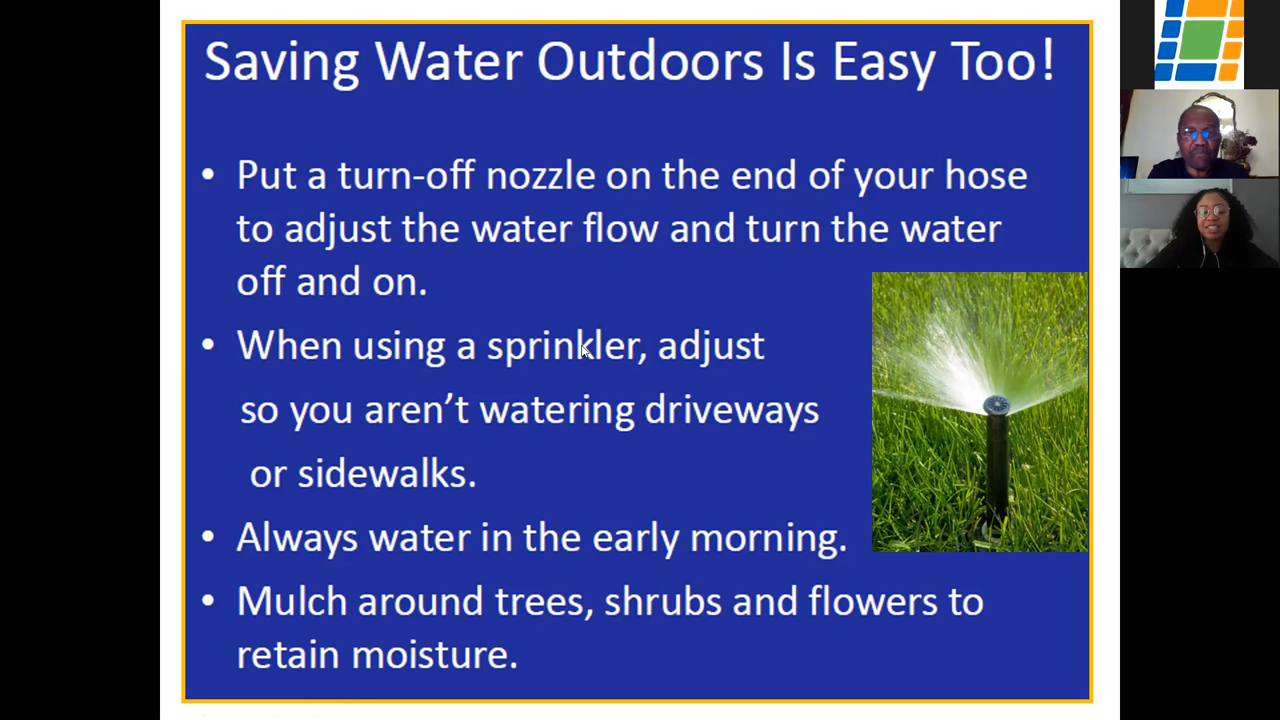 Saving Water Outdoors Is Easy Too!
• Put a turn-off nozzle on the end of your hose
to adjust the water flow and turn the water
off and on.
• When using a sprinkler, adjust
so you aren’t watering driveways
or sidewalks.
• Always water in the early morning.
• Mulch around trees, shrubs and flowers to
retain moisture.